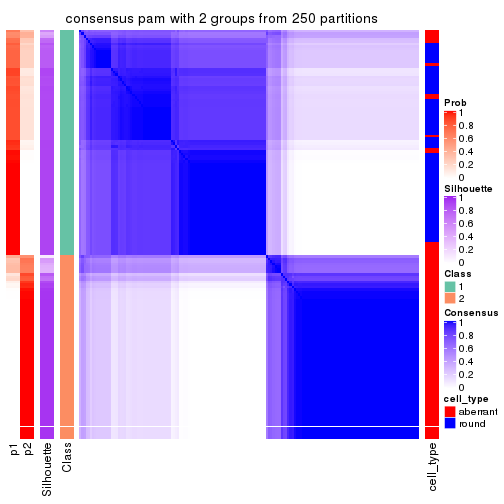 consensus pam with 2 groups from 250 partitions
Prob
1
0.8
0.6
0.4
0.2
0
Silhouette
1
0.8
0.6
0.4
0.2
0
Class
1
2
Consensus
1
0.8
0.6
0.4
0.2
0
cell_type
aberrant
round
p1
p2
Silhouette
Class
cell_type